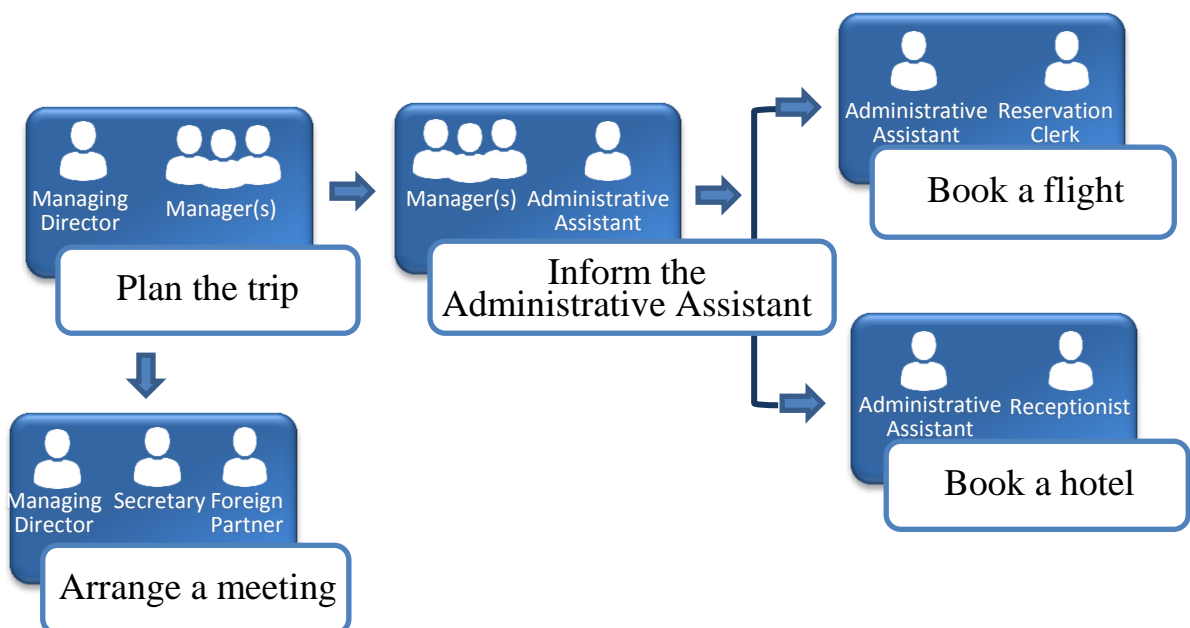 Managing
Director
Manager(s)
Plan the trip
Manager(s)
Administrative
Assistant
Inform the
Administrative Assistant
Administrative
Assistant
Reservation
Clerk
Book a flight
Administrative
Assistant
Receptionist
Book a hotel
Managing
Director
Secretary
Foreign
Partner
Arrange a meeting